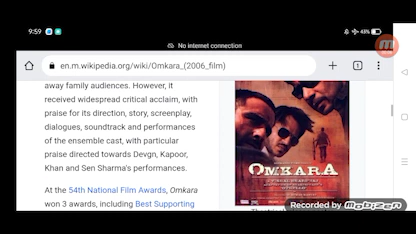 9:59
48%
No internet connection
en.m.wikipedia.org/wiki/Omkara_(2006_film)
1
away family audiences. However, it
received widespread critical acclaim, with
praise for its direction, story, screenplay,
dialogues, soundtrack and performances
of the ensemble cast, with particular
praise directed towards Devgn, Kapoor,
Khan and Sen Sharma's performances.
At the 54th National Film Awards, Omkara
won 3 awards, including Best Supporting
OMKARA
Recorded by mobizen